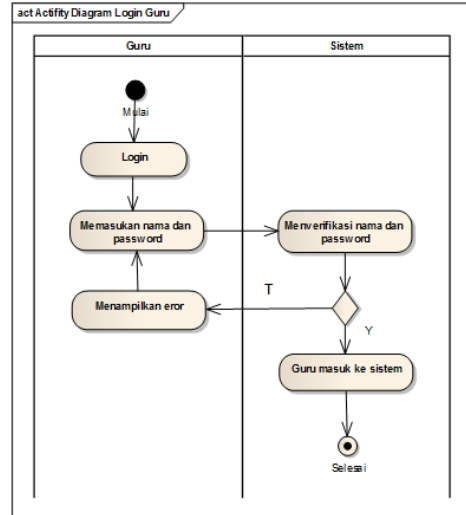 act Actifity Diagram Login Guru
Guru
Sistem
Mulai
Login
Memasukan nama dan
password
Menverifikasi nama dan
password
T
Menampilkan eror
Y
Guru masuk ke sistem
Selesai